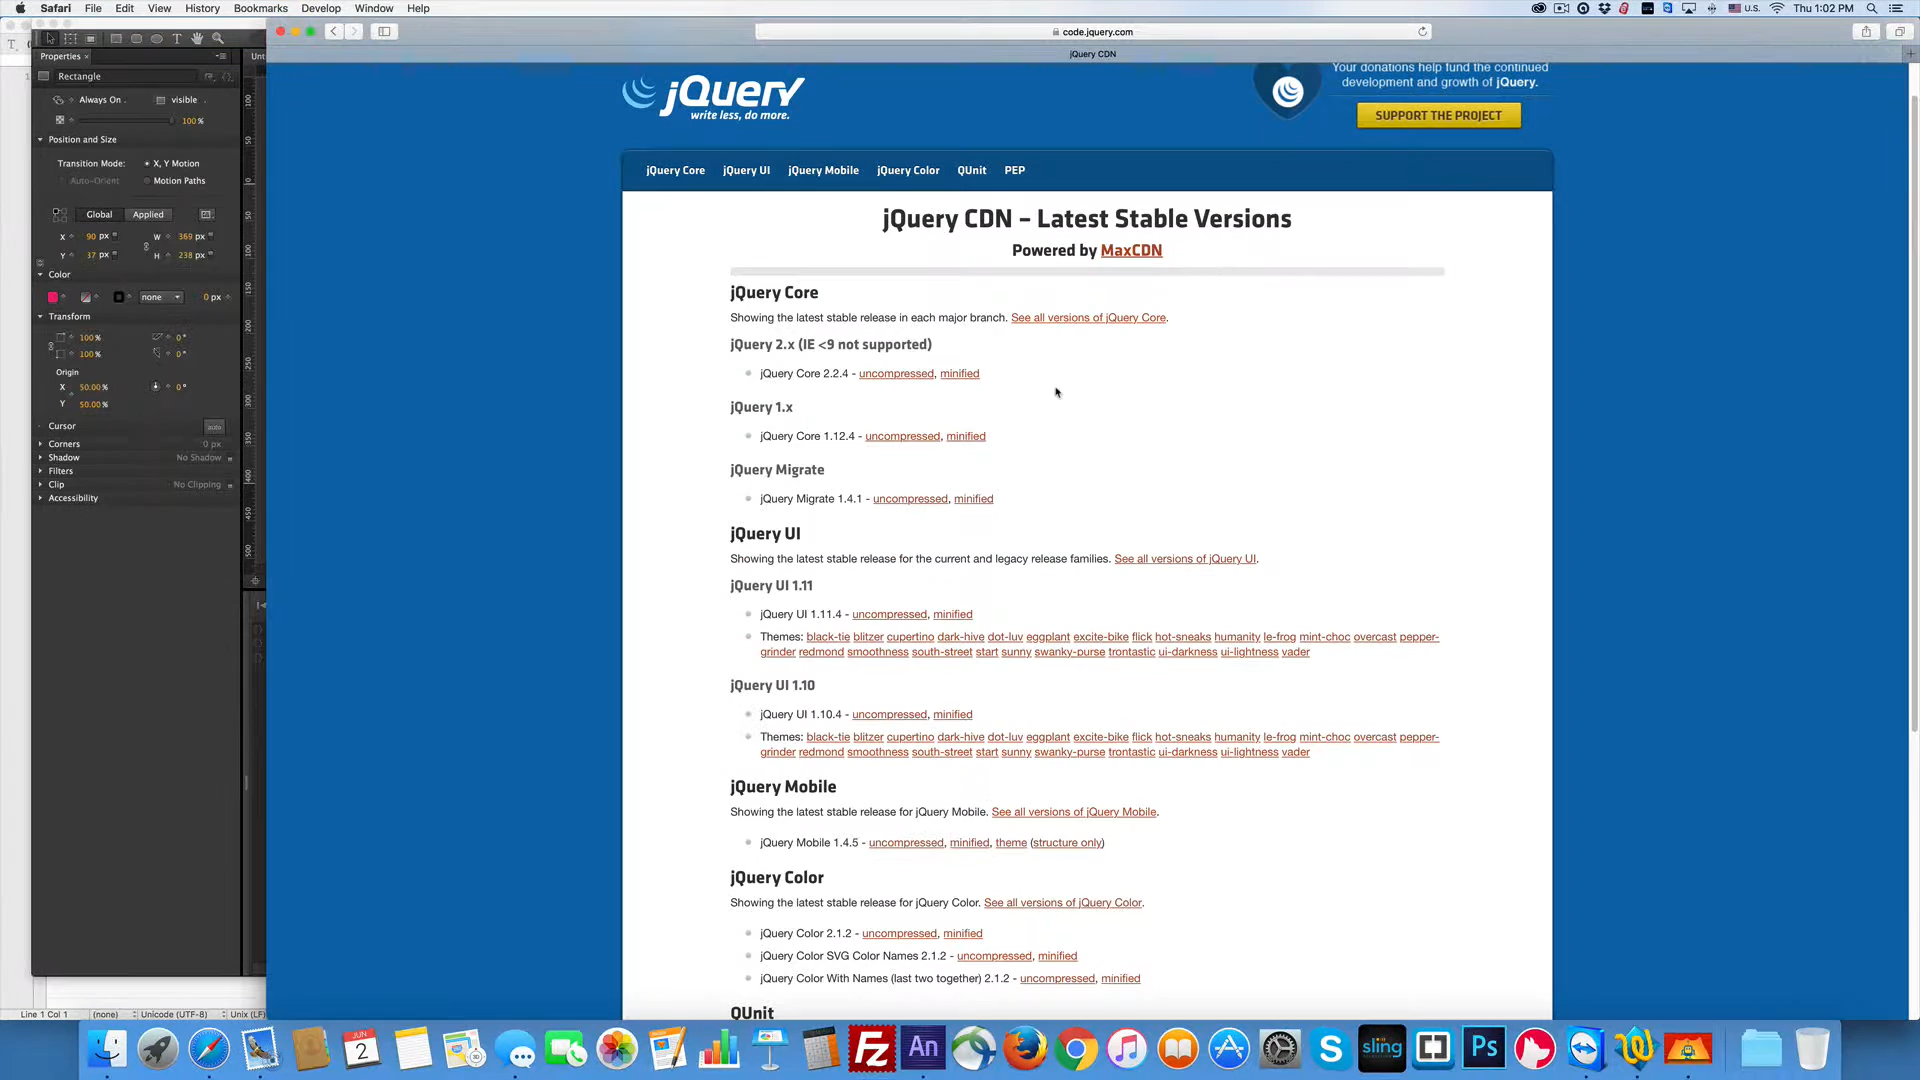 Safari File Edit View History Bookmarks Develop Window Help
U.S. Thu 1:02 PM
code.jquery.com
jQuery CDN
Properties ×
Rectangle
Always On
visible
100 %
Position and Size
Transition Mode:
X, Y Motion
Auto-Orient
Motion Paths
Global Applied
X 90 px W 369 px
Y 37 px H 238 px
Color
none 0 px
Transform
100 % 0 °
100 % 0 °
Origin
X 50.00 % 0 °
Y 50.00 %
Cursor auto
Corners 0 px
Shadow No Shadow
Filters
Clip No Clipping
Accessibility
Unt
jQuery
write less, do more.
Your donations help fund the continued
development and growth of jQuery.
SUPPORT THE PROJECT
jQuery Core jQuery UI jQuery Mobile jQuery Color QUnit PEP
jQuery CDN – Latest Stable Versions
Powered by MaxCDN
jQuery Core
Showing the latest stable release in each major branch. See all versions of jQuery Core.
jQuery 2.x (IE <9 not supported)
jQuery Core 2.2.4 - uncompressed, minified
jQuery 1.x
jQuery Core 1.12.4 - uncompressed, minified
jQuery Migrate
jQuery Migrate 1.4.1 - uncompressed, minified
jQuery UI
Showing the latest stable release for the current and legacy release families. See all versions of jQuery UI.
jQuery UI 1.11
jQuery UI 1.11.4 - uncompressed, minified
Themes: black-tie blitzer cupertino dark-hive dot-luv eggplant excite-bike flick hot-sneaks humanity le-frog mint-choc overcast pepper-
grinder redmond smoothness south-street start sunny swanky-purse trontastic ui-darkness ui-lightness vader
jQuery UI 1.10
jQuery UI 1.10.4 - uncompressed, minified
Themes: black-tie blitzer cupertino dark-hive dot-luv eggplant excite-bike flick hot-sneaks humanity le-frog mint-choc overcast pepper-
grinder redmond smoothness south-street start sunny swanky-purse trontastic ui-darkness ui-lightness vader
jQuery Mobile
Showing the latest stable release for jQuery Mobile. See all versions of jQuery Mobile.
jQuery Mobile 1.4.5 - uncompressed, minified, theme (structure only)
jQuery Color
Showing the latest stable release for jQuery Color. See all versions of jQuery Color.
jQuery Color 2.1.2 - uncompressed, minified
jQuery Color SVG Color Names 2.1.2 - uncompressed, minified
jQuery Color With Names (last two together) 2.1.2 - uncompressed, minified
QUnit
Line 1 Col 1 (none) Unicode (UTF-8) Unix (LF)
JUN
2
Fz
An
S
sling
Ps